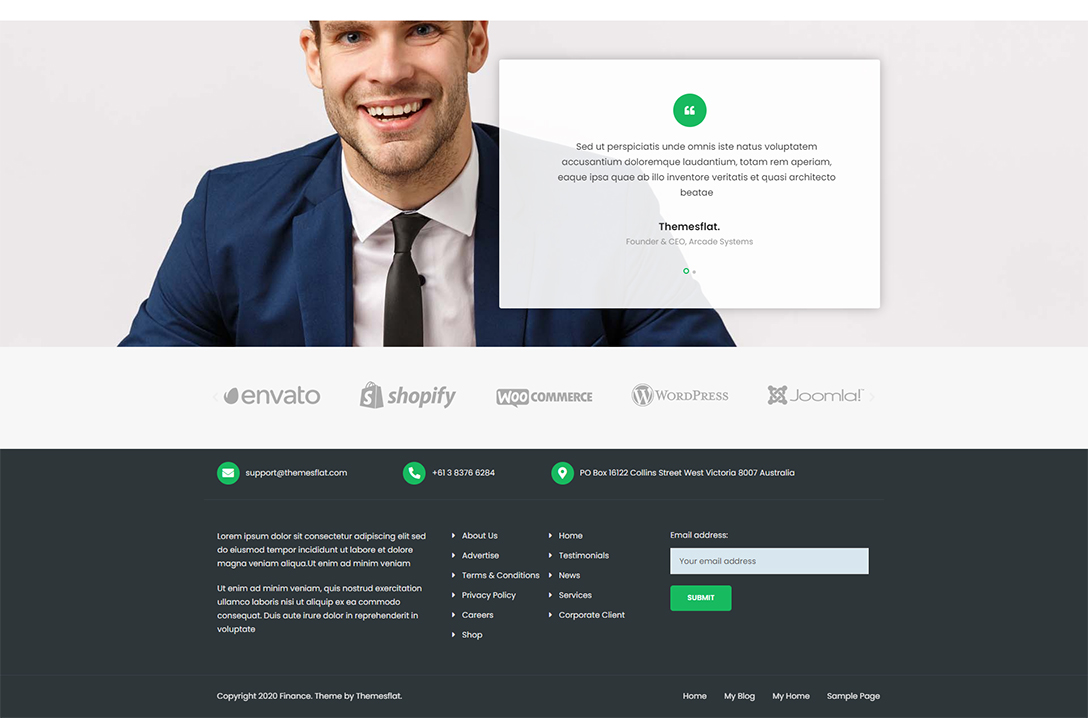 Sed ut perspiciatis unde omnis iste natus voluptatem
accusantium doloremque laudantium, totam rem aperiam,
eaque ipsa quae ab illo inventore veritatis et quasi architecto
beatae
Themesflat.
Founder & CEO, Arcade Systems
envato
shopify
WOO COMMERCE
WORDPRESS
Joomla!
support@themesflat.com
+61 3 8376 6284
PO Box 16122 Collins Street West Victoria 8007 Australia
Lorem ipsum dolor sit consectetur adipiscing elit sed
do eiusmod tempor incididunt ut labore et dolore
magna veniam aliqua.Ut enim ad minim veniam
Ut enim ad minim veniam, quis nostrud exercitation
ullamco laboris nisi ut aliquip ex ea commodo
consequat. Duis aute irure dolor in reprehenderit in
voluptate
About Us
Advertise
Terms & Conditions
Privacy Policy
Careers
Shop
Home
Testimonials
News
Services
Corporate Client
Email address:
Your email address
SUBMIT
Copyright 2020 Finance. Theme by Themesflat.
Home
My Blog
My Home
Sample Page